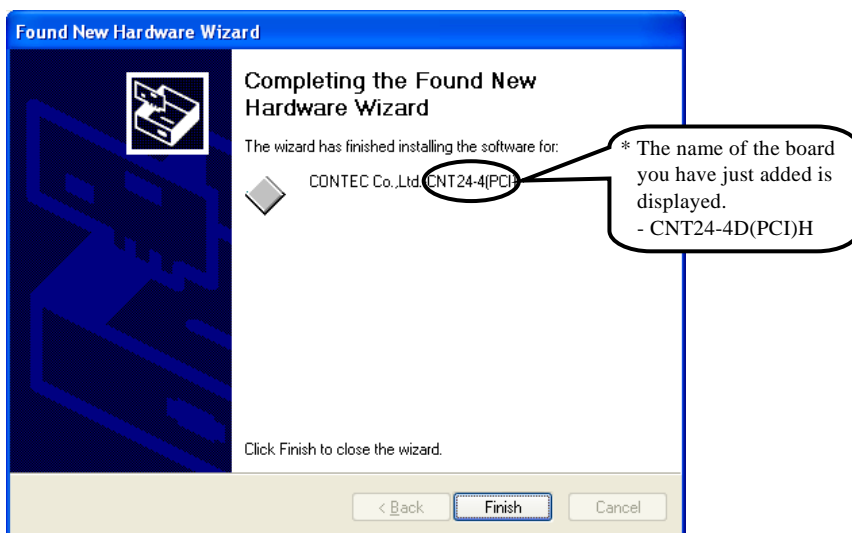 Found New Hardware Wizard
Completing the Found New
Hardware Wizard
The wizard has finished installing the software for:
CONTEC Co.,Ltd. CNT24-4(PCI)
* The name of the board
you have just added is
displayed.
- CNT24-4D(PCI)H
Click Finish to close the wizard.
< Back
Finish
Cancel